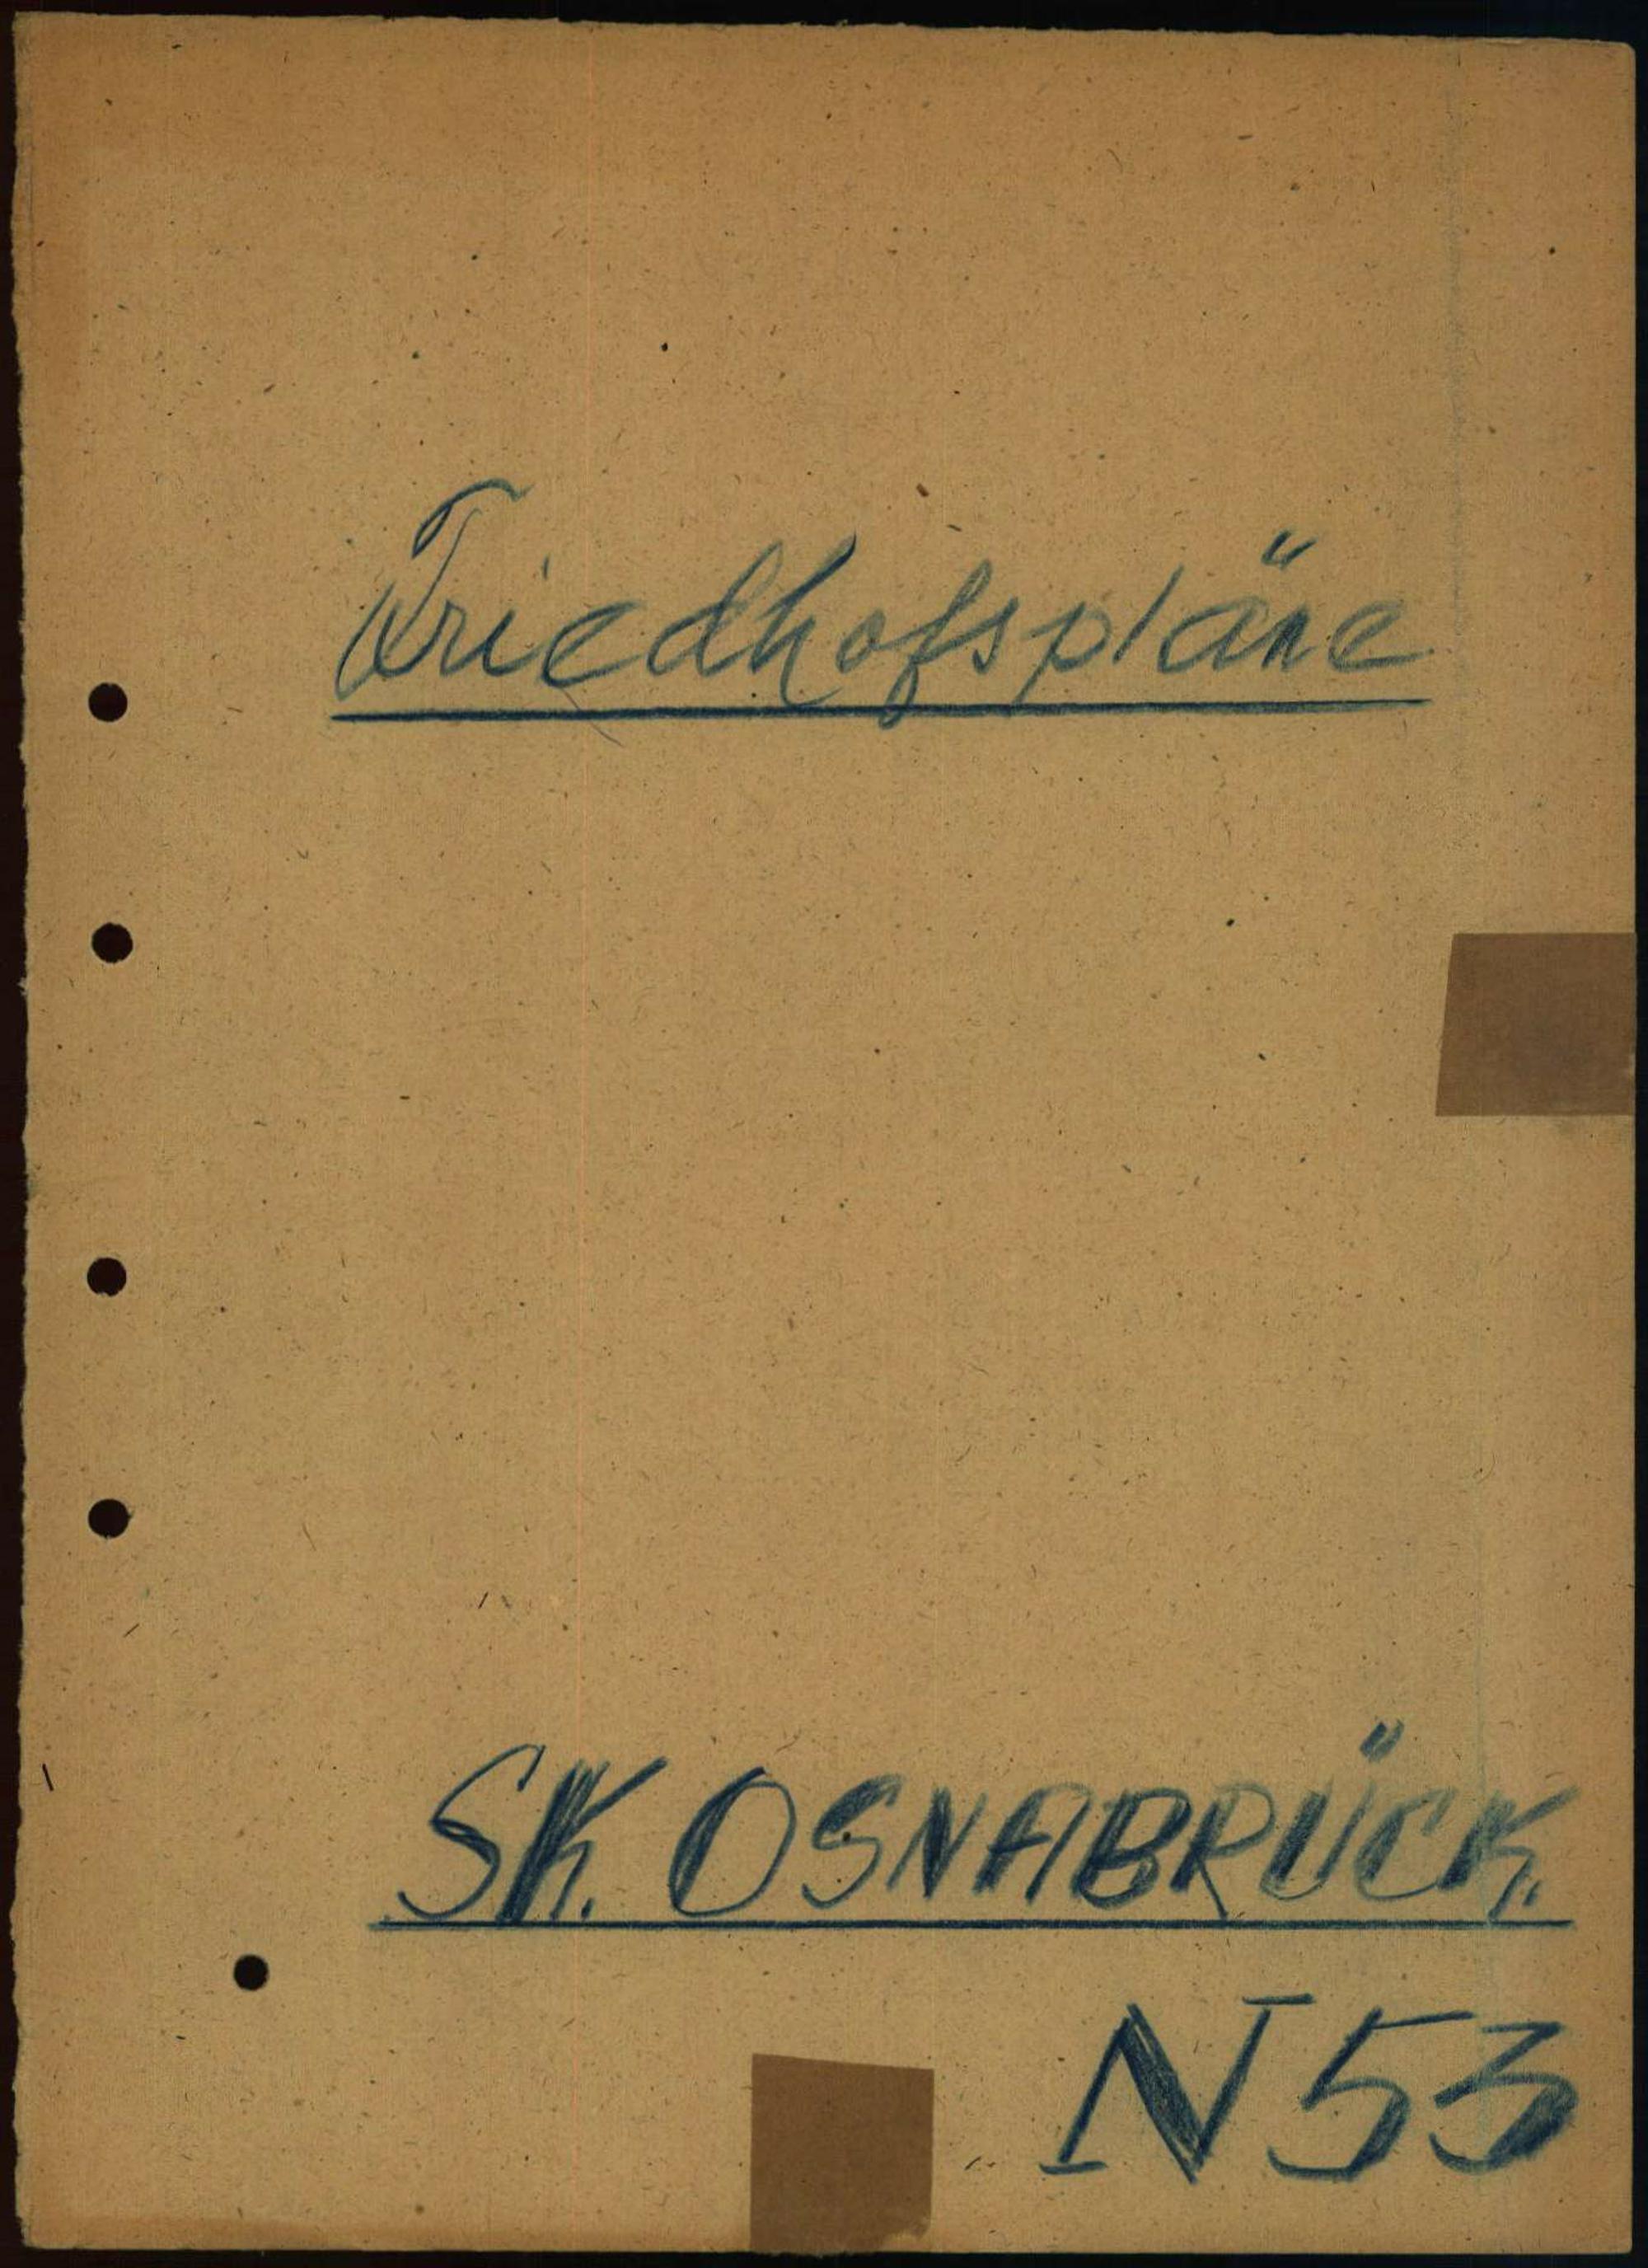 Friedhofspläne
SK. OSNABRÜCK.
N 53